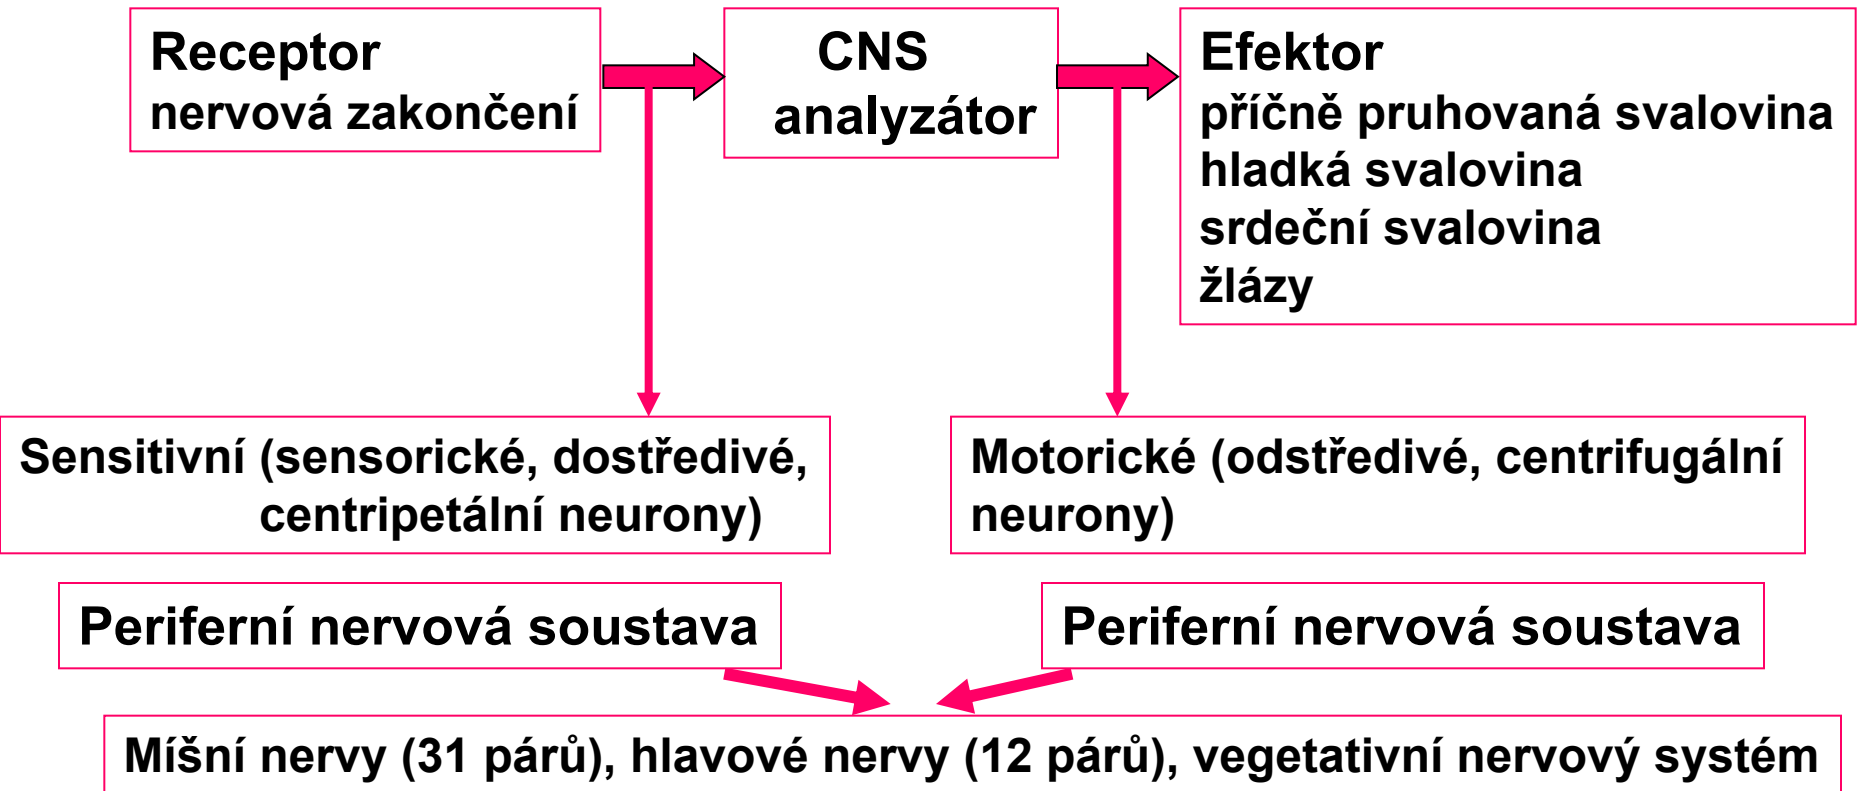 Receptor
nervová zakončení
CNS
analyzátor
Efektor
příčně pruhovaná svalovina
hladká svalovina
srdeční svalovina
žlázy
Sensitivní (sensorické, dostředivé,
centripetální neurony)
Motorické (odstředivé, centrifugální
neurony)
Periferní nervová soustava
Periferní nervová soustava
Míšní nervy (31 párů), hlavové nervy (12 párů), vegetativní nervový systém